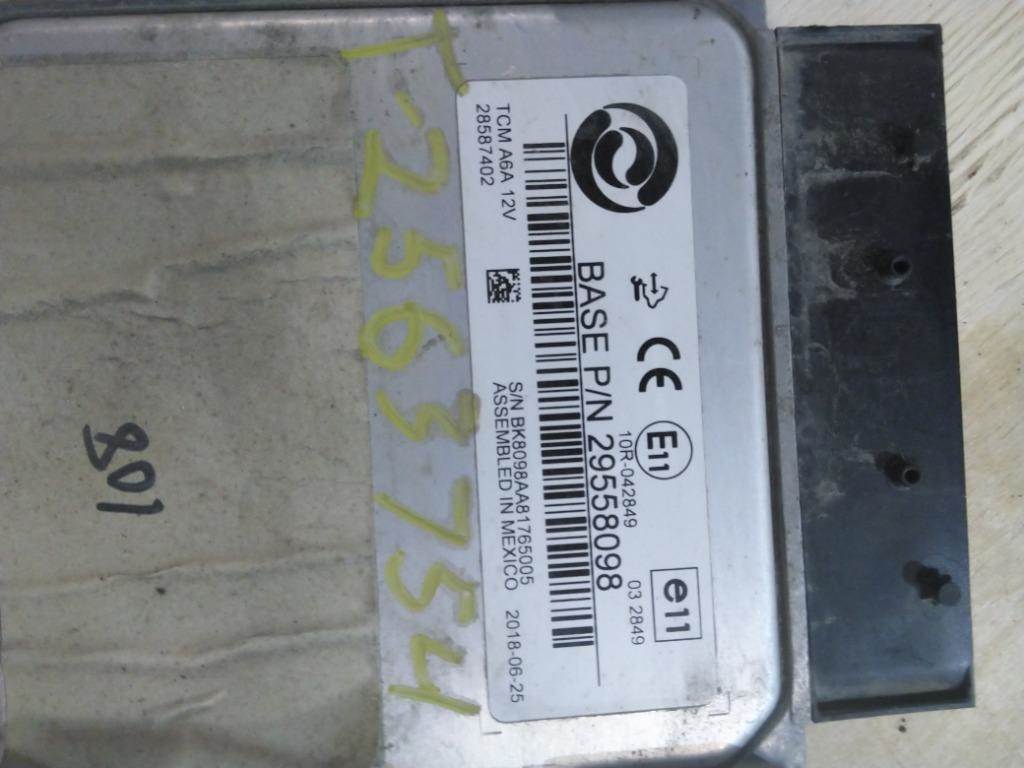 CE E11 e11
10R-042849 03 2849
BASE P/N 29558098
S/N BK8098AA81765005
ASSEMBLED IN MEXICO 2018-06-25
TCM A6A 12V
28587402
T-2563754
801